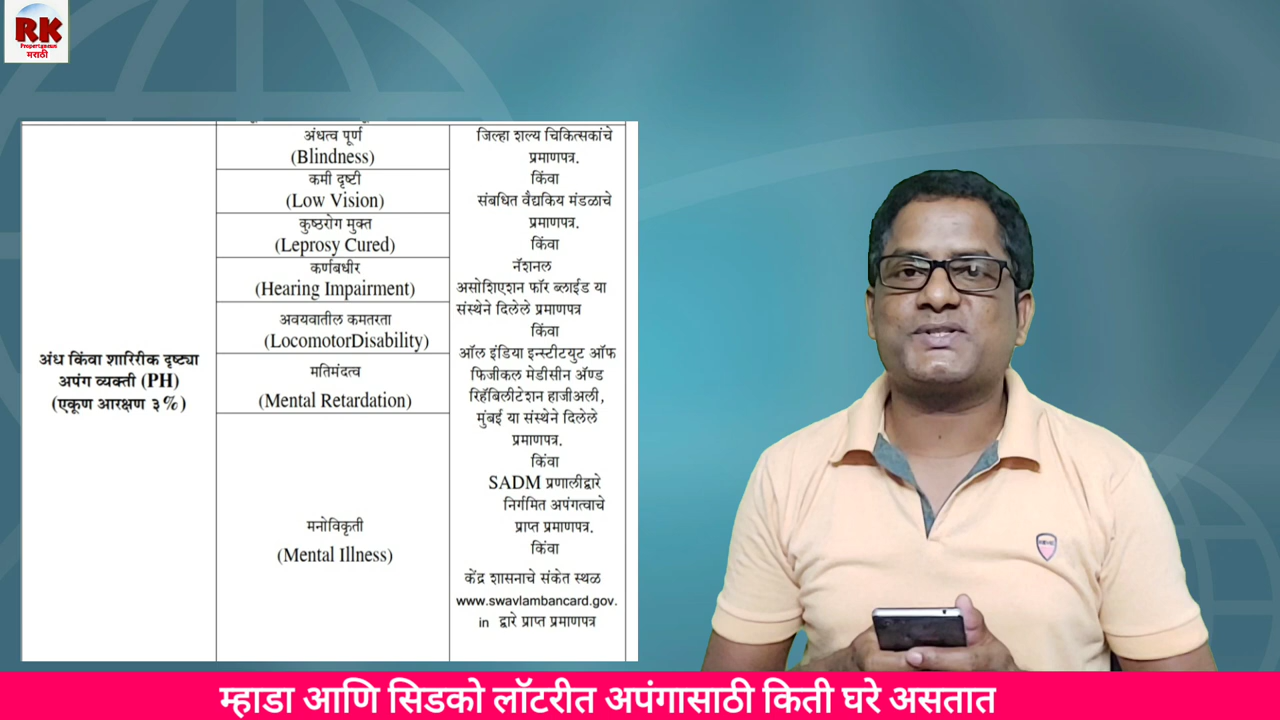 RK
Propertynews
मराठी
अंध किंवा शारिरीक दृष्ट्या
अपंग व्यक्ती (PH)
(एकूण आरक्षण ३%)
अंधत्व पूर्ण
(Blindness)
कमी दृष्टी
(Low Vision)
कुष्ठरोग मुक्त
(Leprosy Cured)
कर्णबधीर
(Hearing Impairment)
अवयवातील कमतरता
(LocomotorDisability)
मतिमंदत्व
(Mental Retardation)
मनोविकृती
(Mental Illness)
जिल्हा शल्य चिकित्सकांचे
प्रमाणपत्र.
किंवा
संबधित वैद्यकिय मंडळाचे
प्रमाणपत्र.
किंवा
नॅशनल
असोशिएशन फॉर ब्लाईड या
संस्थेने दिलेले प्रमाणपत्र
किंवा
ऑल इंडिया इन्स्टीटयुट ऑफ
फिजीकल मेडीसीन ॲण्ड
रिहॅबिलीटेशन हाजीअली,
मुंबई या संस्थेने दिलेले
प्रमाणपत्र.
किंवा
SADM प्रणालीद्वारे
निर्गमित अपंगत्वाचे
प्राप्त प्रमाणपत्र.
किंवा
केंद्र शासनाचे संकेत स्थळ
www.swavlambancard.gov.
in द्वारे प्राप्त प्रमाणपत्र
म्हाडा आणि सिडको लॉटरीत अपंगासाठी किती घरे असतात